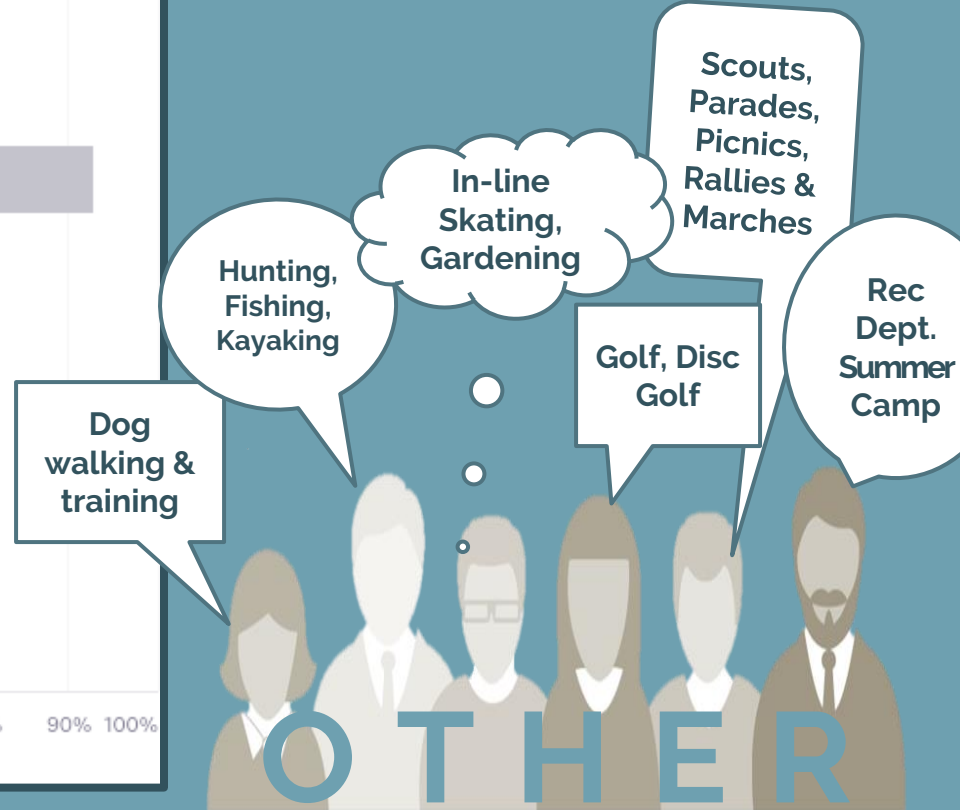 Scouts,
Parades,
Picnics,
Rallies &
Marches
In-line
Skating,
Gardening
Hunting,
Fishing,
Kayaking
Rec
Dept.
Summer
Camp
Golf, Disc
Golf
Dog
walking &
training
90% 100%
OTHER